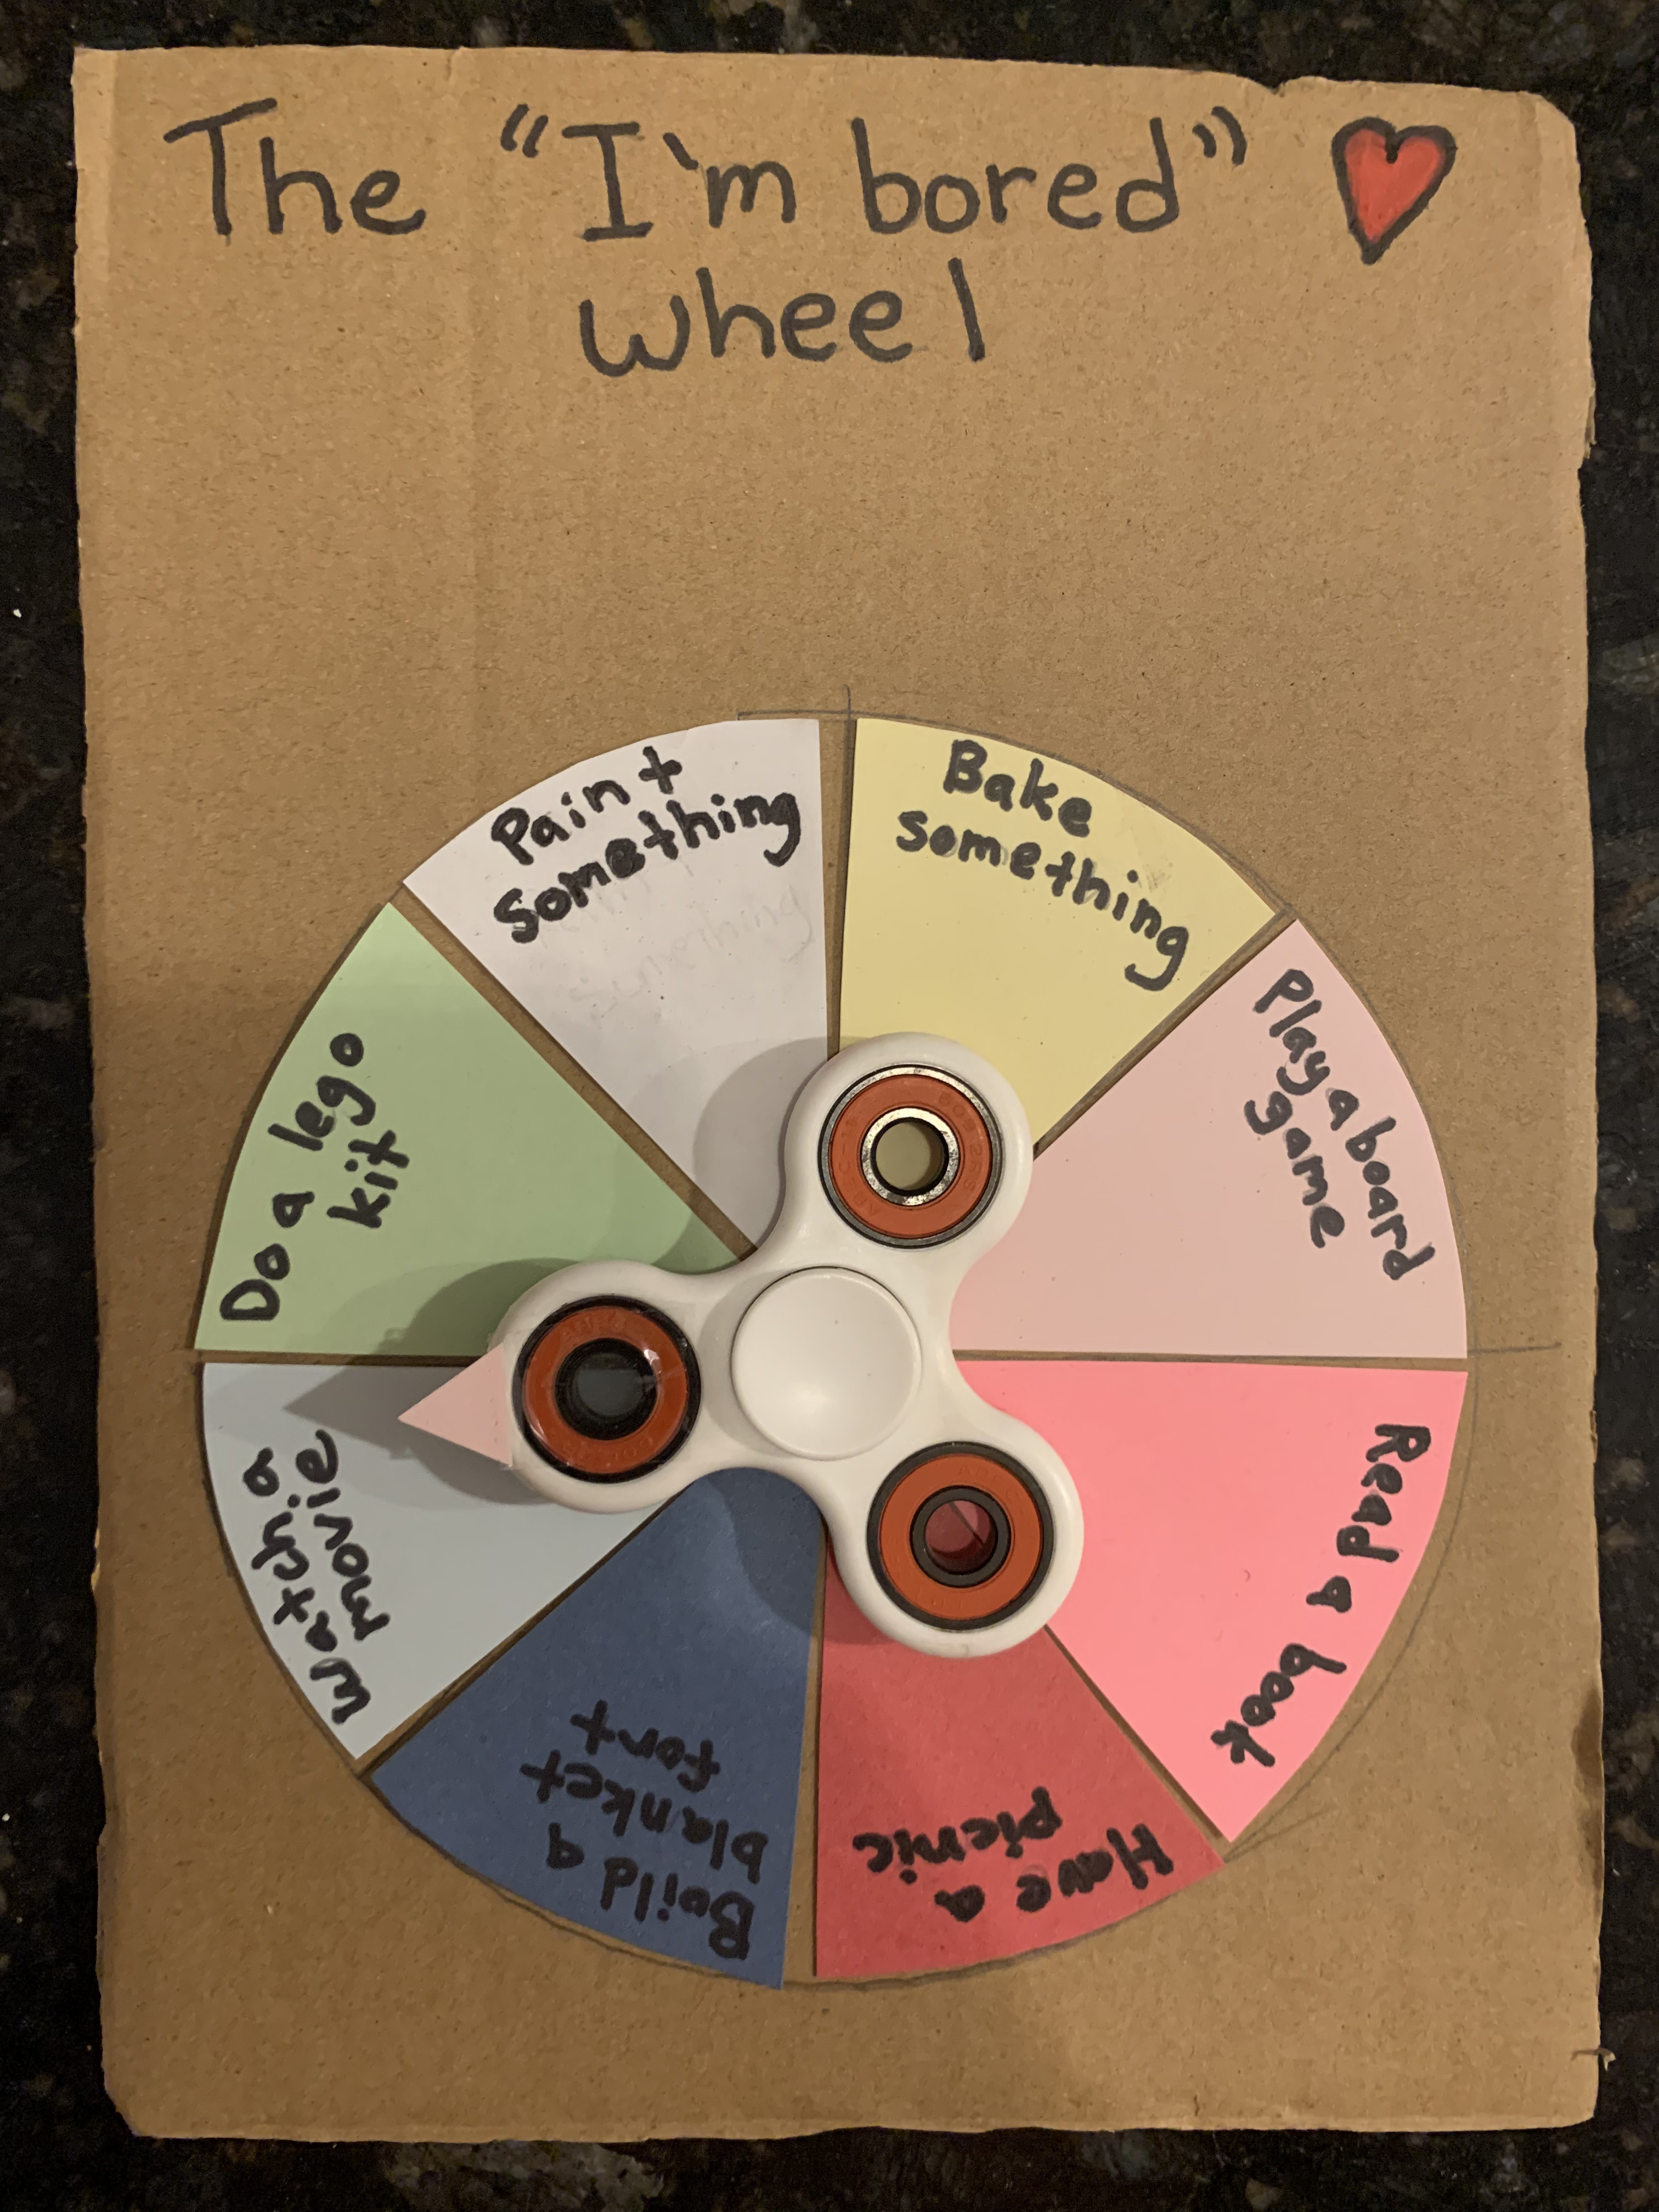 The "I'm bored"
wheel
Paint
something
Bake
something
Play a board
game
Read a book
Have a
picnic
Build a
blanket
fort
Watch a
movie
Do a lego
kit